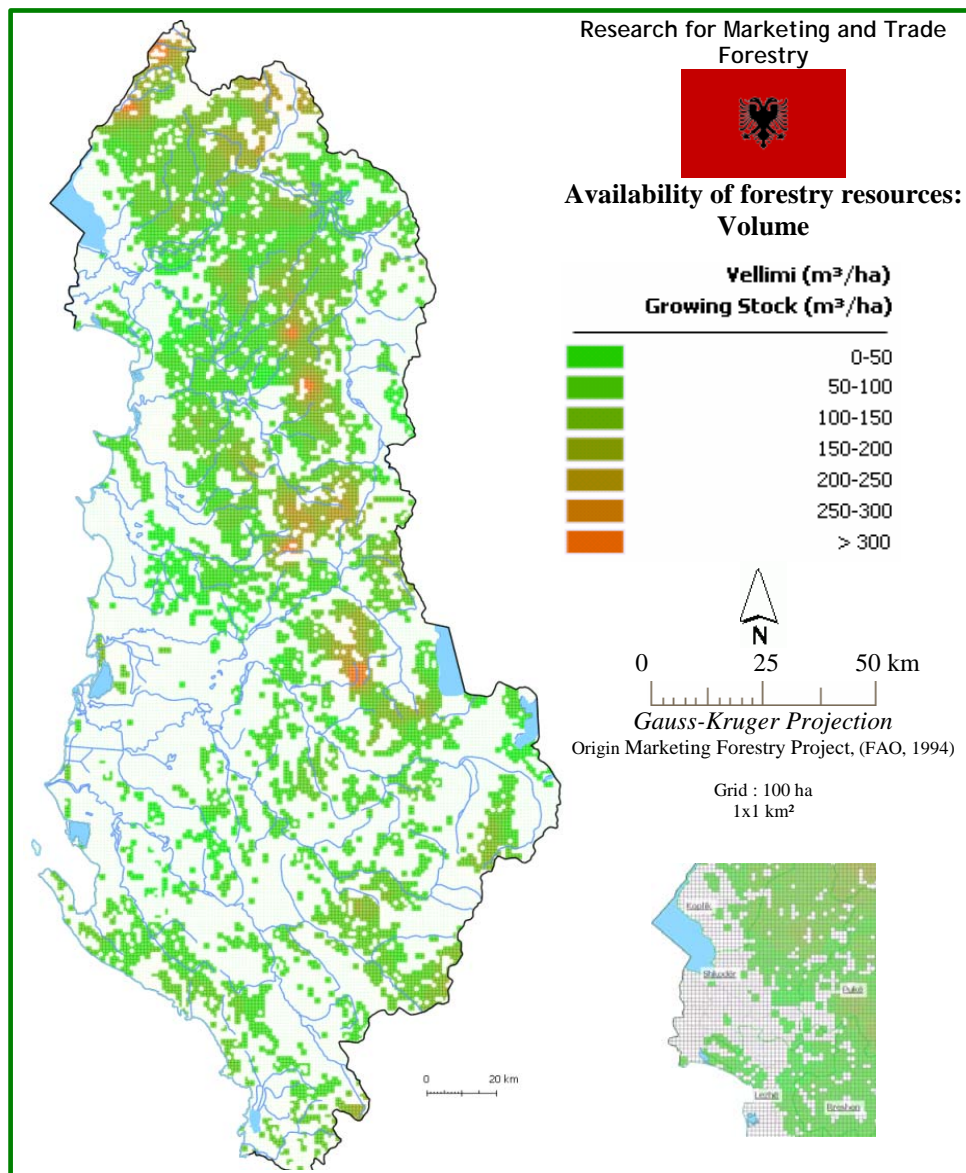 Research for Marketing and Trade
Forestry
Availability of forestry resources:
Volume
Vellimi (m³/ha)
Growing Stock (m³/ha)
0-50
50-100
100-150
150-200
200-250
250-300
> 300
N
0 25 50 km
Gauss-Kruger Projection
Origin Marketing Forestry Project, (FAO, 1994)
Grid : 100 ha
1x1 km²
Koplik
Shkodër
Pukë
Lezhë
Rreshen
0 20 km